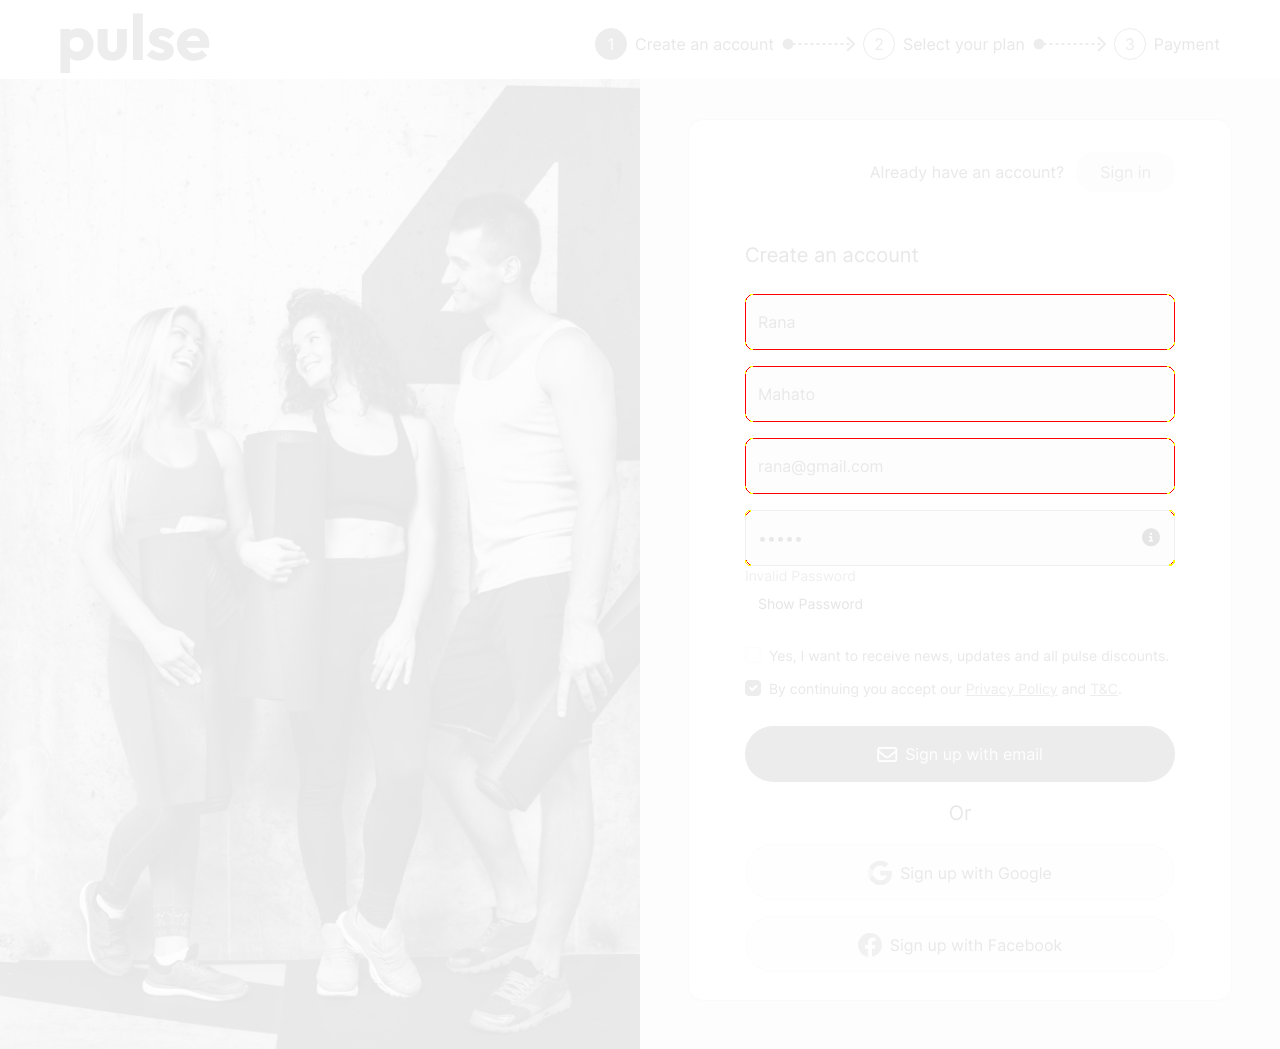 pulse
1 Create an account 2 Select your plan 3 Payment
Already have an account? Sign in
Create an account
Rana
Mahato
rana@gmail.com
Invalid Password
Show Password
Yes, I want to receive news, updates and all pulse discounts.
By continuing you accept our Privacy Policy and T&C.
Sign up with email
Or
Sign up with Google
Sign up with Facebook